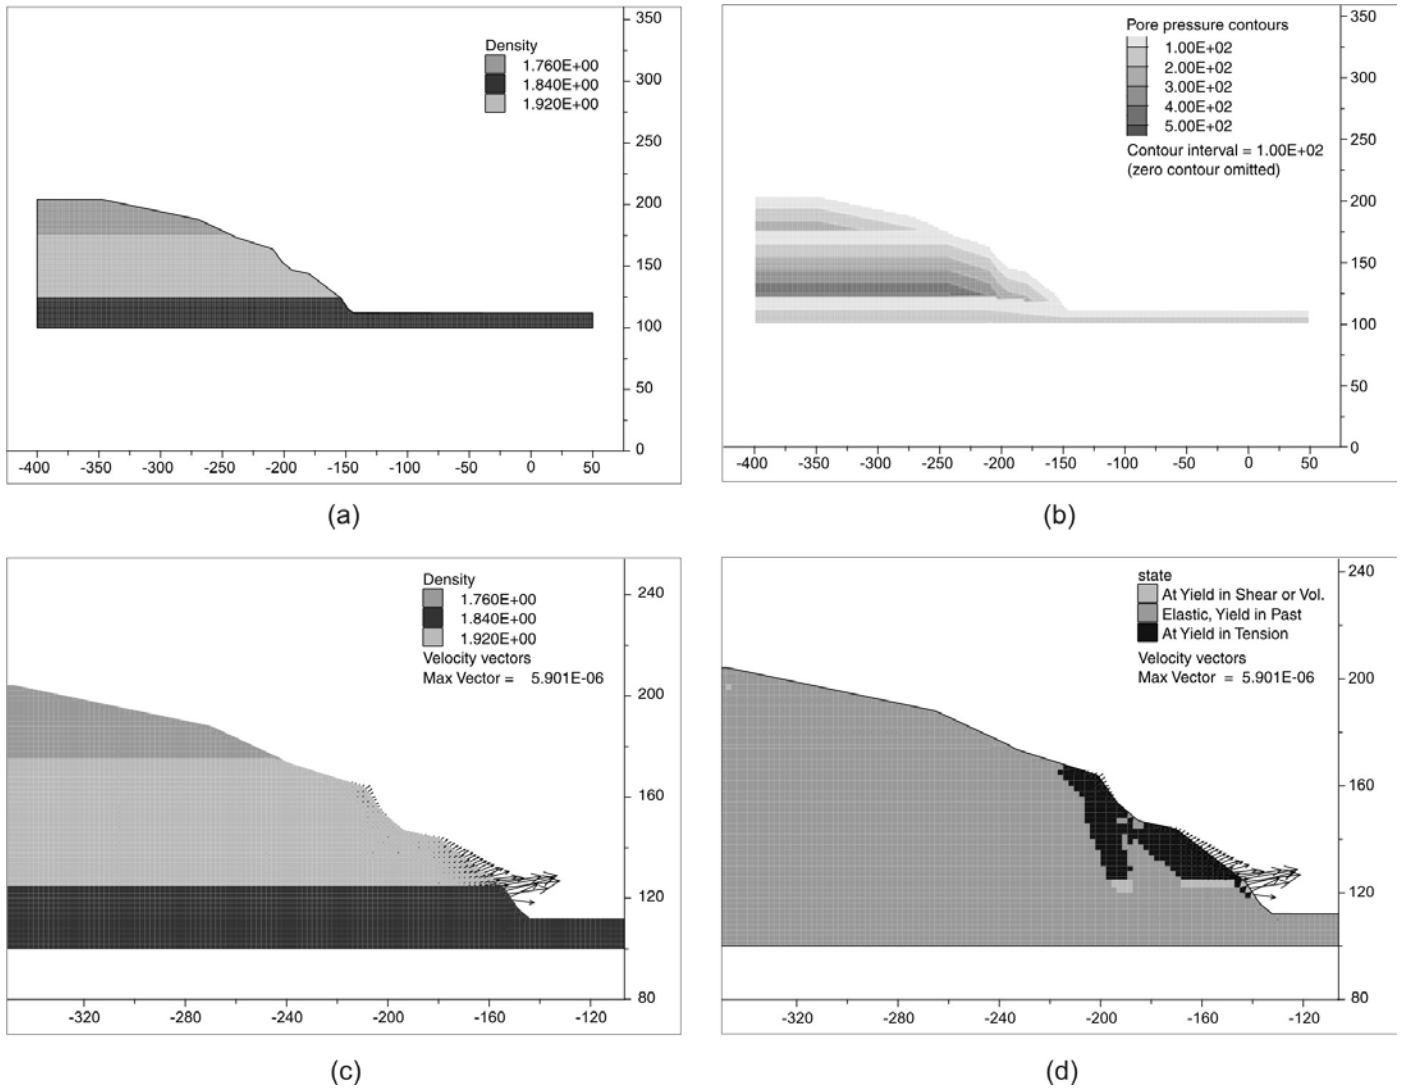 Density
1.760E+00
1.840E+00
1.920E+00
350
300
250
200
150
100
50
0
-400 -350 -300 -250 -200 -150 -100 -50 0 50
(a)
Pore pressure contours
1.00E+02
2.00E+02
3.00E+02
4.00E+02
5.00E+02
Contour interval = 1.00E+02
(zero contour omitted)
350
300
250
200
150
100
50
0
-400 -350 -300 -250 -200 -150 -100 -50 0 50
(b)
Density
1.760E+00
1.840E+00
1.920E+00
Velocity vectors
Max Vector = 5.901E-06
240
200
160
120
80
-320 -280 -240 -200 -160 -120
(c)
state
At Yield in Shear or Vol.
Elastic, Yield in Past
At Yield in Tension
Velocity vectors
Max Vector = 5.901E-06
240
200
160
120
80
-320 -280 -240 -200 -160 -120
(d)